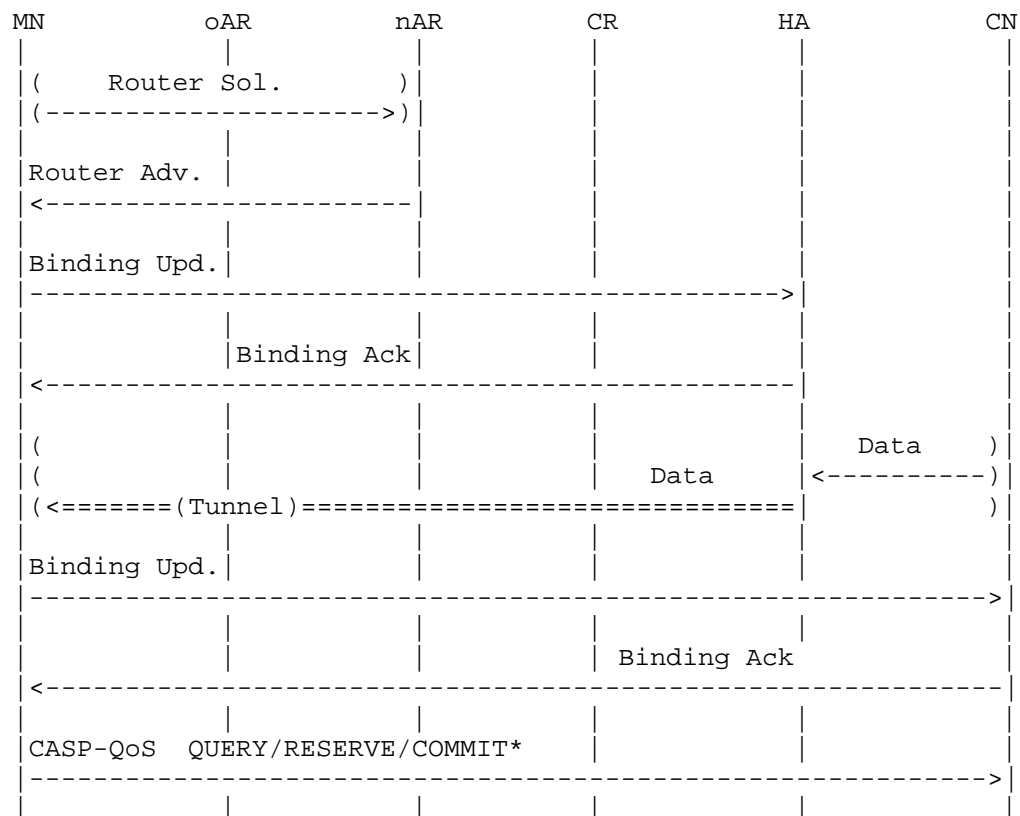 MN oAR nAR CR HA CN
( Router Sol. )
(--------------------->)
Router Adv.
<-----------------------
Binding Upd.
----------------------------------------------->
Binding Ack
<-----------------------------------------------
( Data )
( Data <----------)
(<=======(Tunnel)=============================== )
Binding Upd.
------------------------------------------------------------>
Binding Ack
<------------------------------------------------------------
CASP-QoS QUERY/RESERVE/COMMIT*
------------------------------------------------------------>